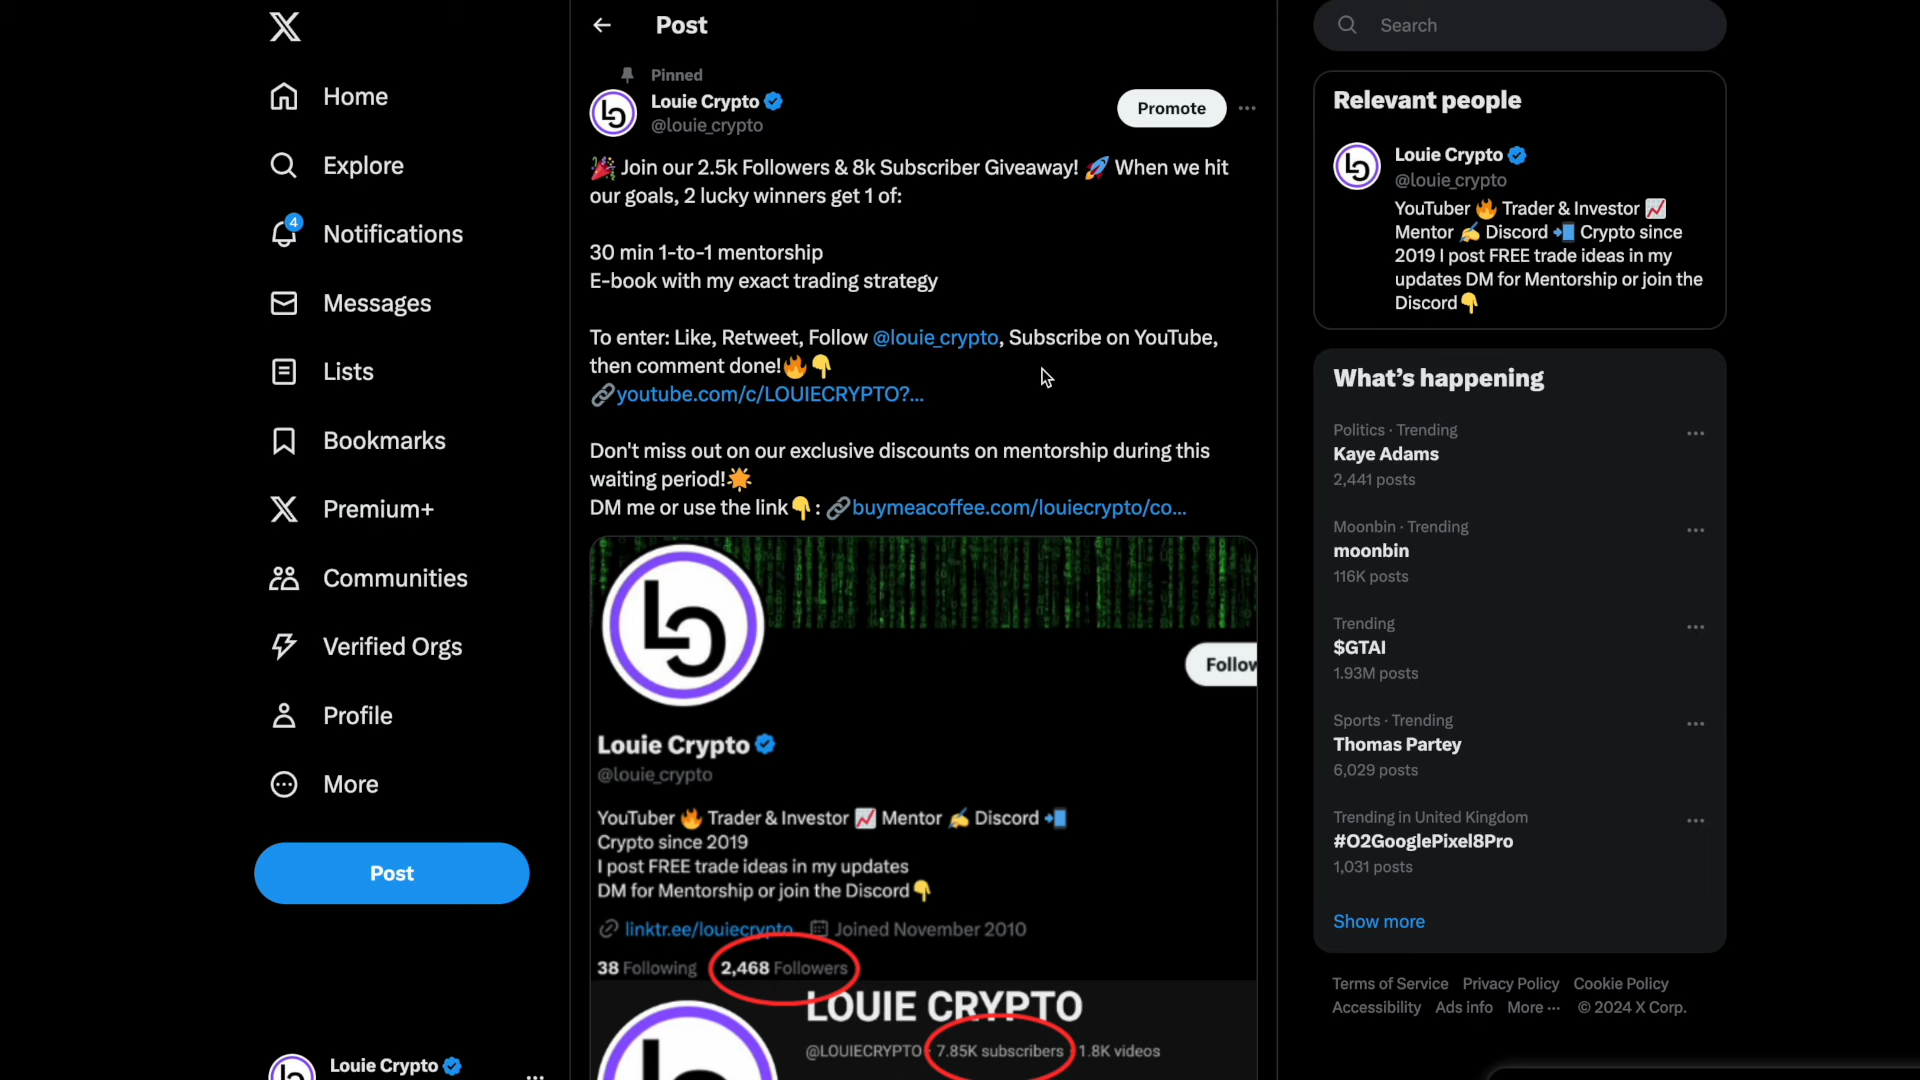 Home
Explore
4
Notifications
Messages
Lists
Bookmarks
Premium+
Communities
Verified Orgs
Profile
More
Post
Louie Crypto
Post
Pinned
Louie Crypto
@louie_crypto
Promote
🎉 Join our 2.5k Followers & 8k Subscriber Giveaway! 🚀 When we hit
our goals, 2 lucky winners get 1 of:
30 min 1-to-1 mentorship
E-book with my exact trading strategy
To enter: Like, Retweet, Follow @louie_crypto, Subscribe on YouTube,
then comment done!🔥👇
🔗youtube.com/c/LOUIECRYPTO?...
Don't miss out on our exclusive discounts on mentorship during this
waiting period!🌟
DM me or use the link👇: 🔗buymeacoffee.com/louiecrypto/co...
Follow
Louie Crypto
@louie_crypto
YouTuber 🔥 Trader & Investor 📈 Mentor ✍️ Discord 📲
Crypto since 2019
I post FREE trade ideas in my updates
DM for Mentorship or join the Discord👇
linktr.ee/louiecrypto Joined November 2010
38 Following 2,468 Followers
LOUIE CRYPTO
@LOUIECRYPTO 7.85K subscribers 1.8K videos
Search
Relevant people
Louie Crypto
@louie_crypto
YouTuber 🔥 Trader & Investor 📈
Mentor ✍️ Discord 📲 Crypto since
2019 I post FREE trade ideas in my
updates DM for Mentorship or join the
Discord👇
What's happening
Politics · Trending
Kaye Adams
2,441 posts
Moonbin · Trending
moonbin
116K posts
Trending
$GTAI
1.93M posts
Sports · Trending
Thomas Partey
6,029 posts
Trending in United Kingdom
#O2GooglePixel8Pro
1,031 posts
Show more
Terms of Service Privacy Policy Cookie Policy
Accessibility Ads info More ··· © 2024 X Corp.